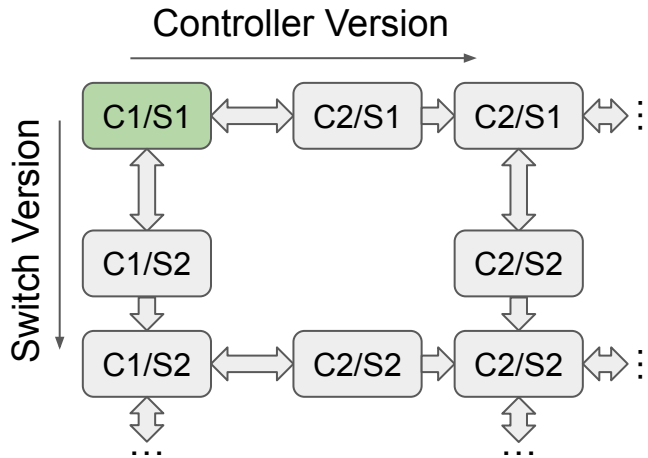 Controller Version
Switch Version
C1/S1 C2/S1 C2/S1 ⋮
C1/S2 C2/S2
C1/S2 C2/S2 C2/S2 ⋮
... ...